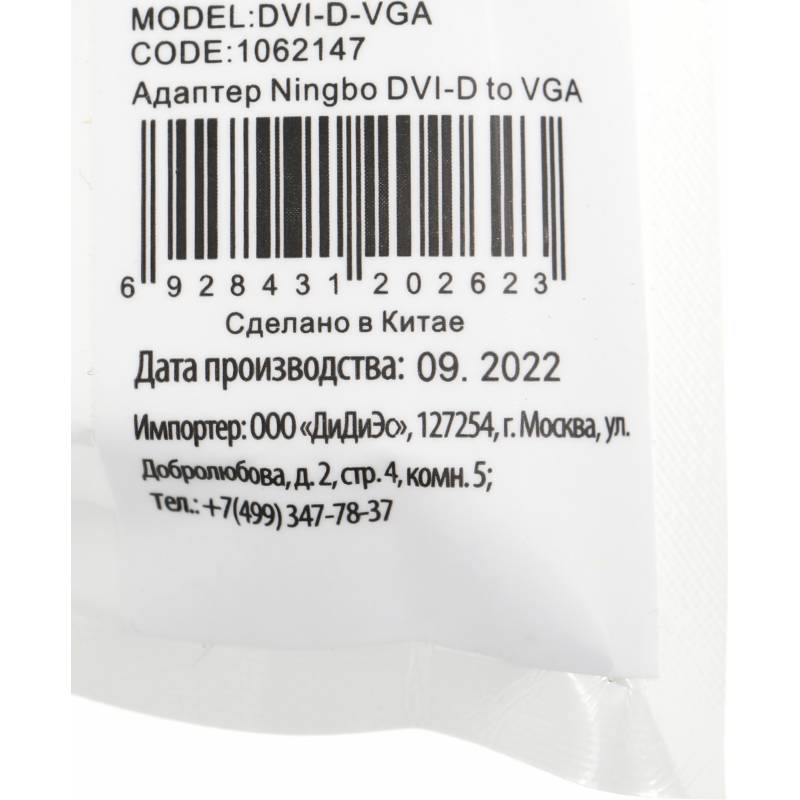 MODEL:DVI-D-VGA
CODE:1062147
Адаптер Ningbo DVI-D to VGA
6 928431 202623
Сделано в Китае
Дата производства: 09. 2022
Импортер: ООО «ДиДиЭс», 127254, г. Москва, ул.
Добролюбова, д. 2, стр. 4, комн. 5;
Тел.: +7(499) 347-78-37